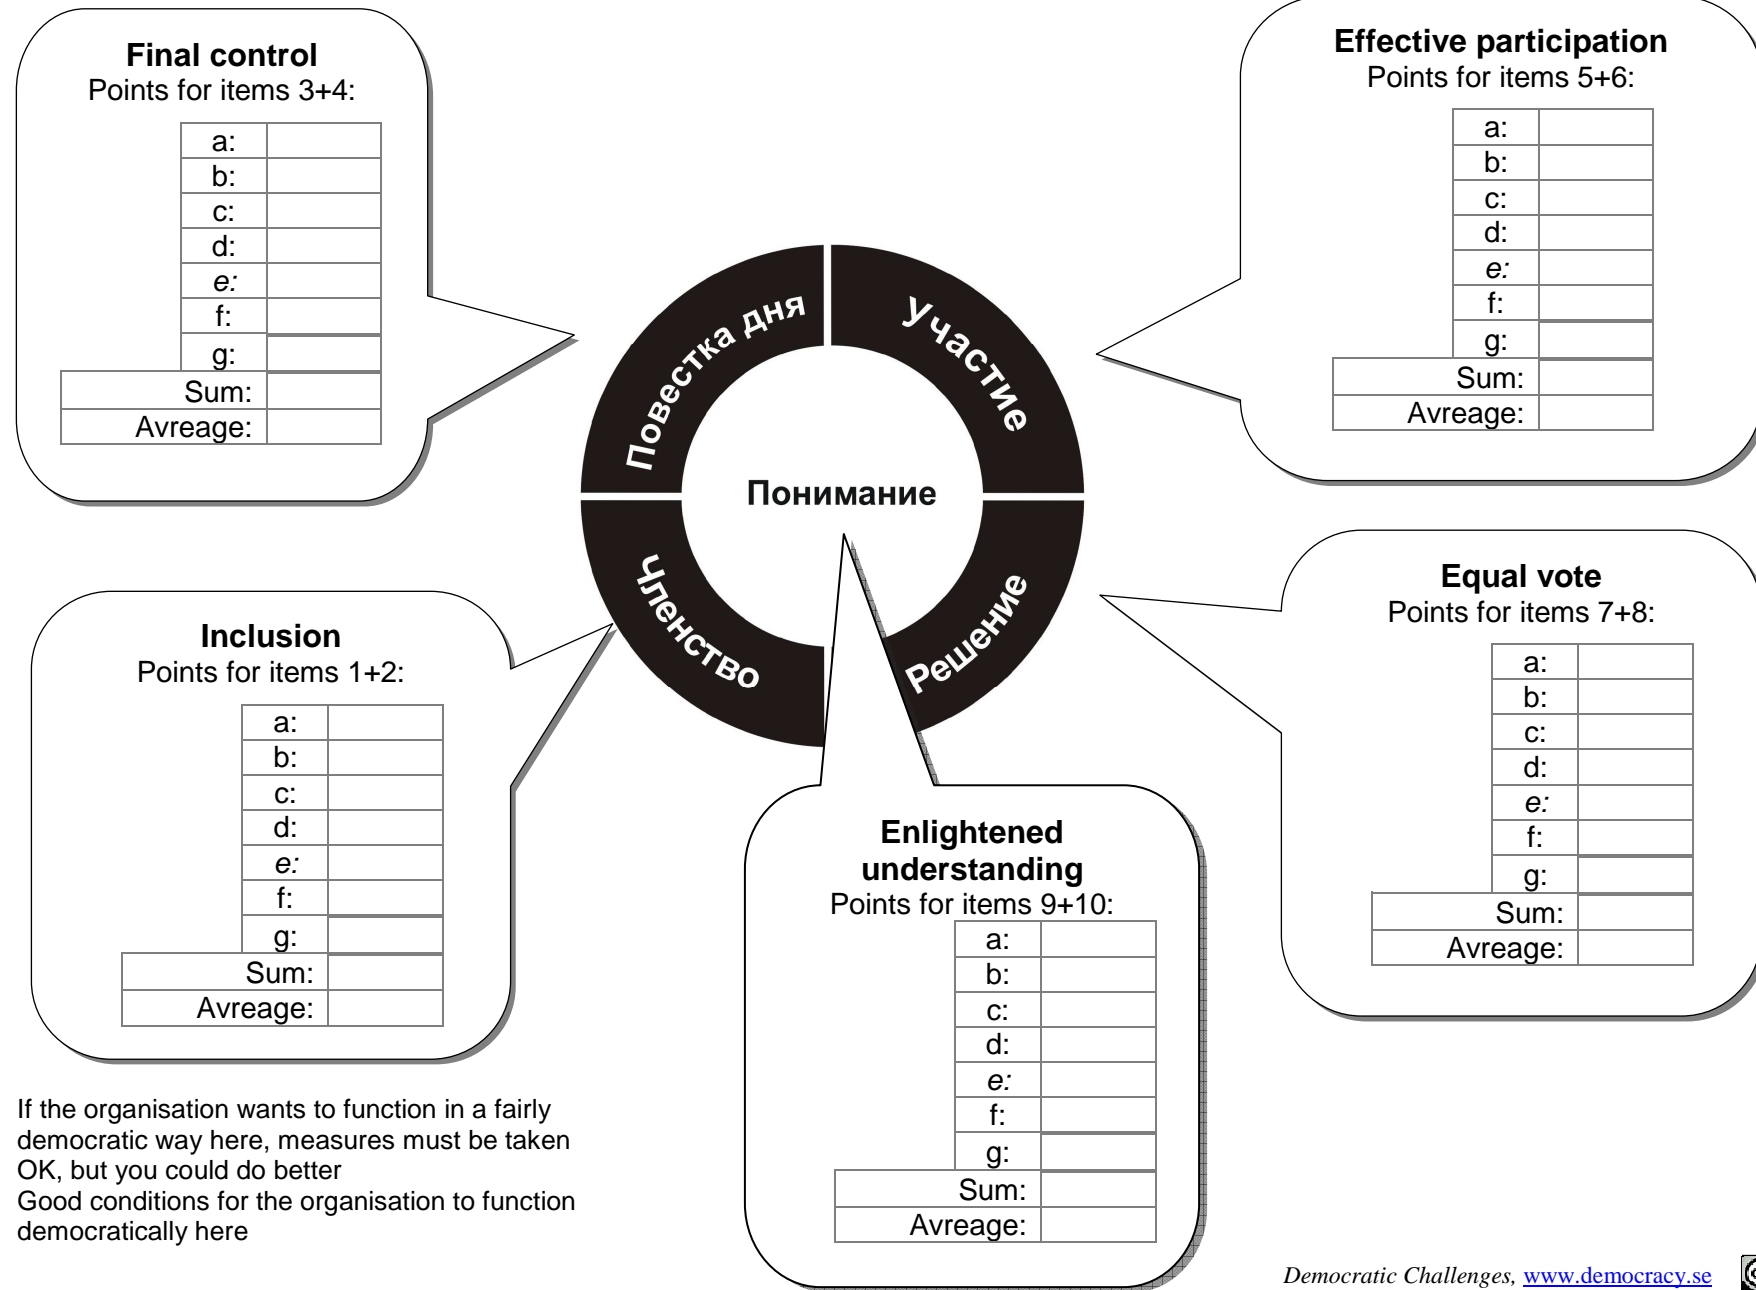 Final control
Points for items 3+4:
a:
b:
c:
d:
e:
f:
g:
Sum:
Avreage:
Effective participation
Points for items 5+6:
a:
b:
c:
d:
e:
f:
g:
Sum:
Avreage:
Повестка дня
Участие
Понимание
Членство
Решение
Inclusion
Points for items 1+2:
a:
b:
c:
d:
e:
f:
g:
Sum:
Avreage:
Equal vote
Points for items 7+8:
a:
b:
c:
d:
e:
f:
g:
Sum:
Avreage:
Enlightened
understanding
Points for items 9+10:
a:
b:
c:
d:
e:
f:
g:
Sum:
Avreage:
If the organisation wants to function in a fairly
democratic way here, measures must be taken
OK, but you could do better
Good conditions for the organisation to function
democratically here
Democratic Challenges, www.democracy.se